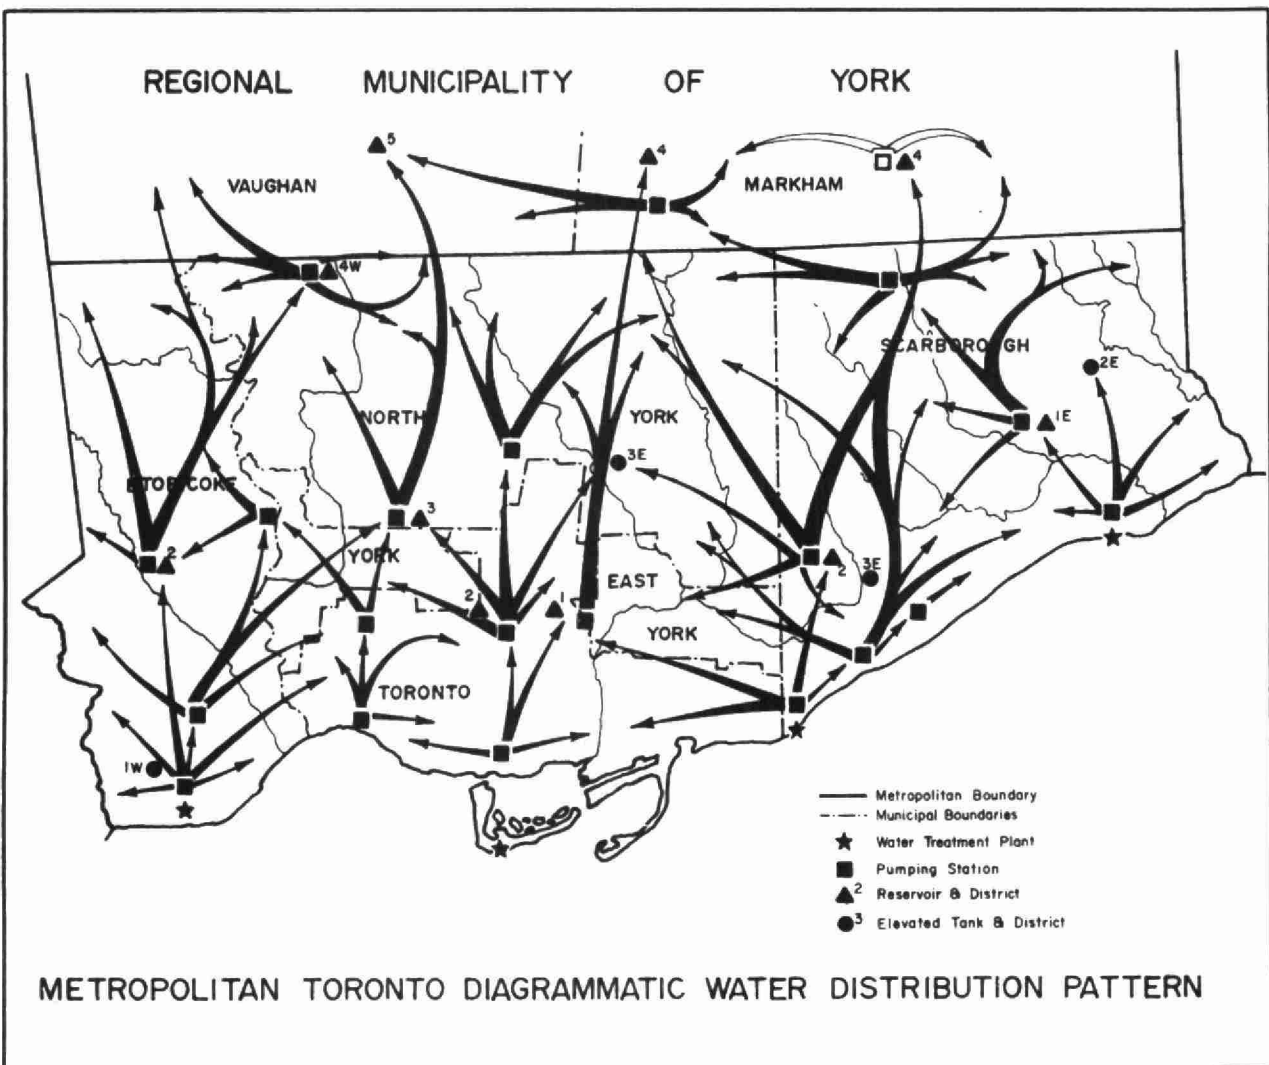 REGIONAL MUNICIPALITY OF YORK
5
4
4
VAUGHAN
MARKHAM
4W
SCARBOROUGH
2E
NORTH
YORK
1E
3E
ETOBICOKE
3
2
YORK
2
3E
EAST
2
1
YORK
TORONTO
1W
Metropolitan Boundary
Municipal Boundaries
Water Treatment Plant
Pumping Station
2 Reservoir & District
3 Elevated Tank & District
METROPOLITAN TORONTO DIAGRAMMATIC WATER DISTRIBUTION PATTERN